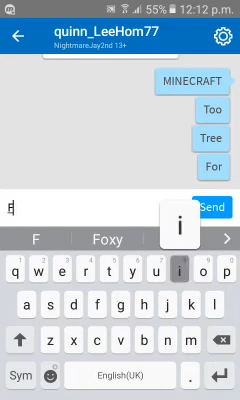 55% 12:12 p.m.
quinn_LeeHom77
NightmareJay2nd 13+
MINECRAFT
Too
Tree
For
F
Send
i
F Foxy
q w e r t y u i o p
a s d f g h j k l
z x c v b n m
Sym English(UK) .